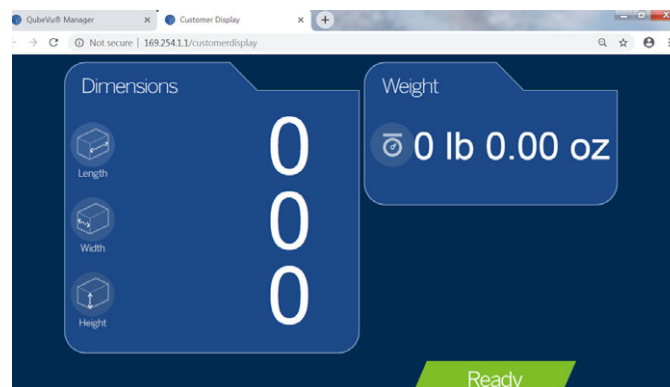 QubeVu® Manager
Customer Display
Not secure | 169.254.1.1/customerdisplay
Dimensions
Length
0
Width
0
Height
0
Weight
0 lb 0.00 oz
Ready